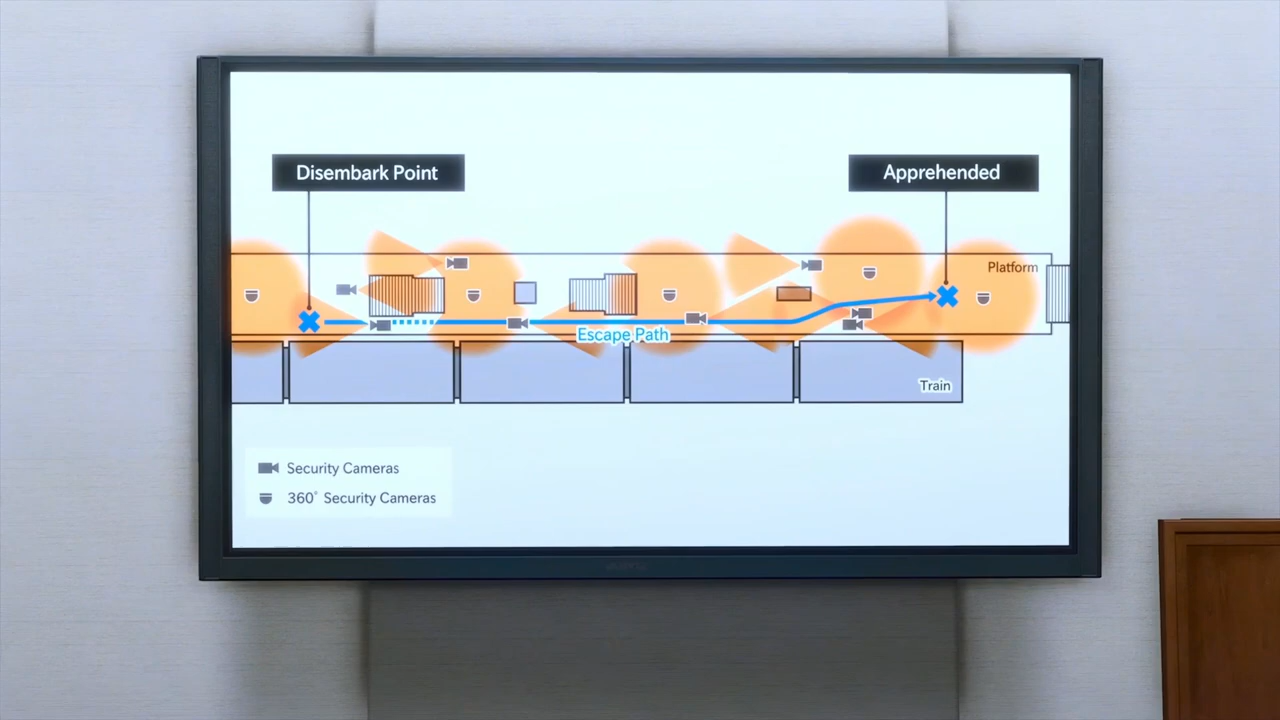 Disembark Point
Apprehended
Platform
Escape Path
Train
Security Cameras
360° Security Cameras